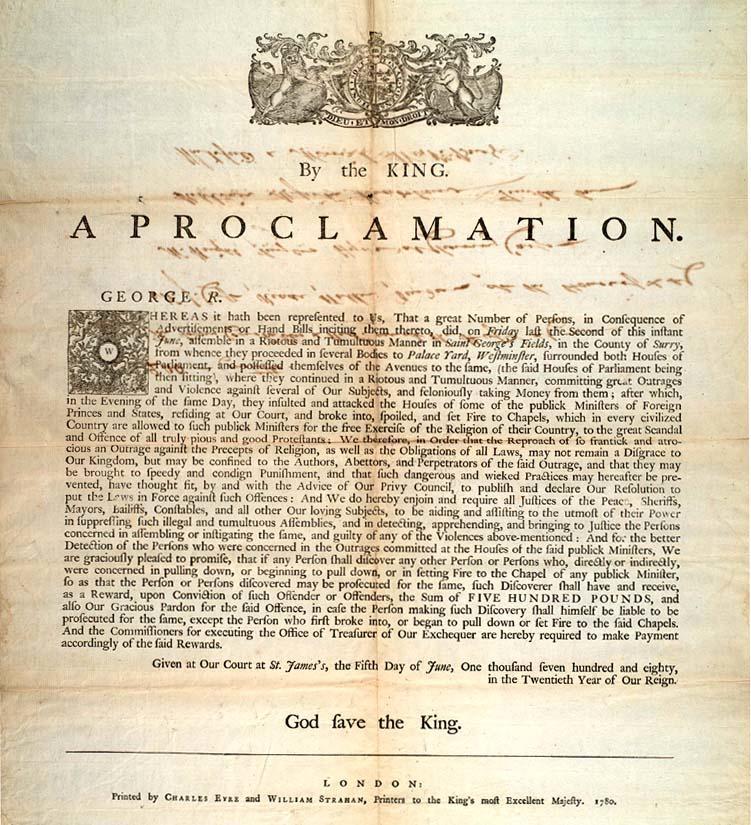 DIEU ET MON DROIT
By the KING.
A PROCLAMATION.
GEORGE R.
WHEREAS it hath been repreſented to Us, That a great Number of Perſons, in Conſequence of
Advertiſements or Hand Bills inciting them thereto, did, on Friday laſt the Second of this inſtant
June, aſſemble in a Riotous and Tumultuous Manner in Saint George's Fields, in the County of Surry,
from whence they proceeded in ſeveral Bodies to Palace Yard, Weſtminſter, ſurrounded both Houſes of
Parliament, and poſſeſſed themſelves of the Avenues to the ſame, (the ſaid Houſes of Parliament being
then ſitting), where they continued in a Riotous and Tumultuous Manner, committing great Outrages
and Violence againſt ſeveral of Our Subjects, and feloniouſly taking Money from them; after which,
in the Evening of the ſame Day, they inſulted and attacked the Houſes of ſome of the publick Miniſters of Foreign
Princes and States, reſiding at Our Court, and broke into, ſpoiled, and ſet Fire to Chapels, which in every civilized
Country are allowed to ſuch publick Miniſters for the free Exerciſe of the Religion of their Country, to the great Scandal
and Offence of all truly pious and good Proteſtants: We therefore, in Order that the Reproach of ſo frantick and atro-
cious an Outrage againſt the Precepts of Religion, as well as the Obligations of all Laws, may not remain a Diſgrace to
Our Kingdom, but may be confined to the Authors, Abettors, and Perpetrators of the ſaid Outrage, and that they may
be brought to ſpeedy and condign Puniſhment, and that ſuch dangerous and wicked Practices may hereafter be pre-
vented, have thought fit, by and with the Advice of Our Privy Council, to publiſh and declare Our Reſolution to
put the Laws in Force againſt ſuch Offences: And We do hereby enjoin and require all Juſtices of the Peace, Sheriffs,
Mayors, Bailiffs, Conſtables, and all other Our loving Subjects, to be aiding and aſſiſting to the utmoſt of their Power
in ſuppreſſing ſuch illegal and tumultuous Aſſemblies, and in detecting, apprehending, and bringing to Juſtice the Perſons
concerned in aſſembling or inſtigating the ſame, and guilty of any of the Violences above-mentioned: And for the better
Detection of the Perſons who were concerned in the Outrages committed at the Houſes of the ſaid publick Miniſters, We
are graciouſly pleaſed to promiſe, that if any Perſon ſhall diſcover any other Perſon or Perſons who, directly or indirectly,
were concerned in pulling down, or beginning to pull down, or in ſetting Fire to the Chapel of any publick Miniſter,
ſo as that the Perſon or Perſons diſcovered may be proſecuted for the ſame, ſuch Diſcoverer ſhall have and receive,
as a Reward, upon Conviction of ſuch Offender or Offenders, the Sum of FIVE HUNDRED POUNDS, and
alſo Our Gracious Pardon for the ſaid Offence, in caſe the Perſon making ſuch Diſcovery ſhall himſelf be liable to be
proſecuted for the ſame, except the Perſon who firſt broke into, or began to pull down or ſet Fire to the ſaid Chapels.
And the Commiſſioners for executing the Office of Treaſurer of Our Exchequer are hereby required to make Payment
accordingly of the ſaid Rewards.
Given at Our Court at St. James's, the Fifth Day of June, One thouſand ſeven hundred and eighty,
in the Twentieth Year of Our Reign.
God ſave the King.
LONDON:
Printed by CHARLES EYRE and WILLIAM STRAHAN, Printers to the King's moſt Excellent Majeſty. 1780.